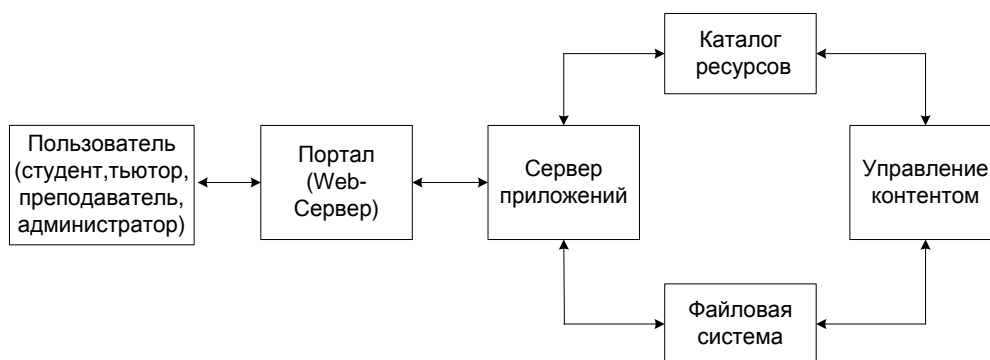 Пользователь
(студент,тьютор,
преподаватель,
администратор)
Портал
(Web-
Сервер)
Сервер
приложений
Каталог
ресурсов
Файловая
система
Управление
контентом